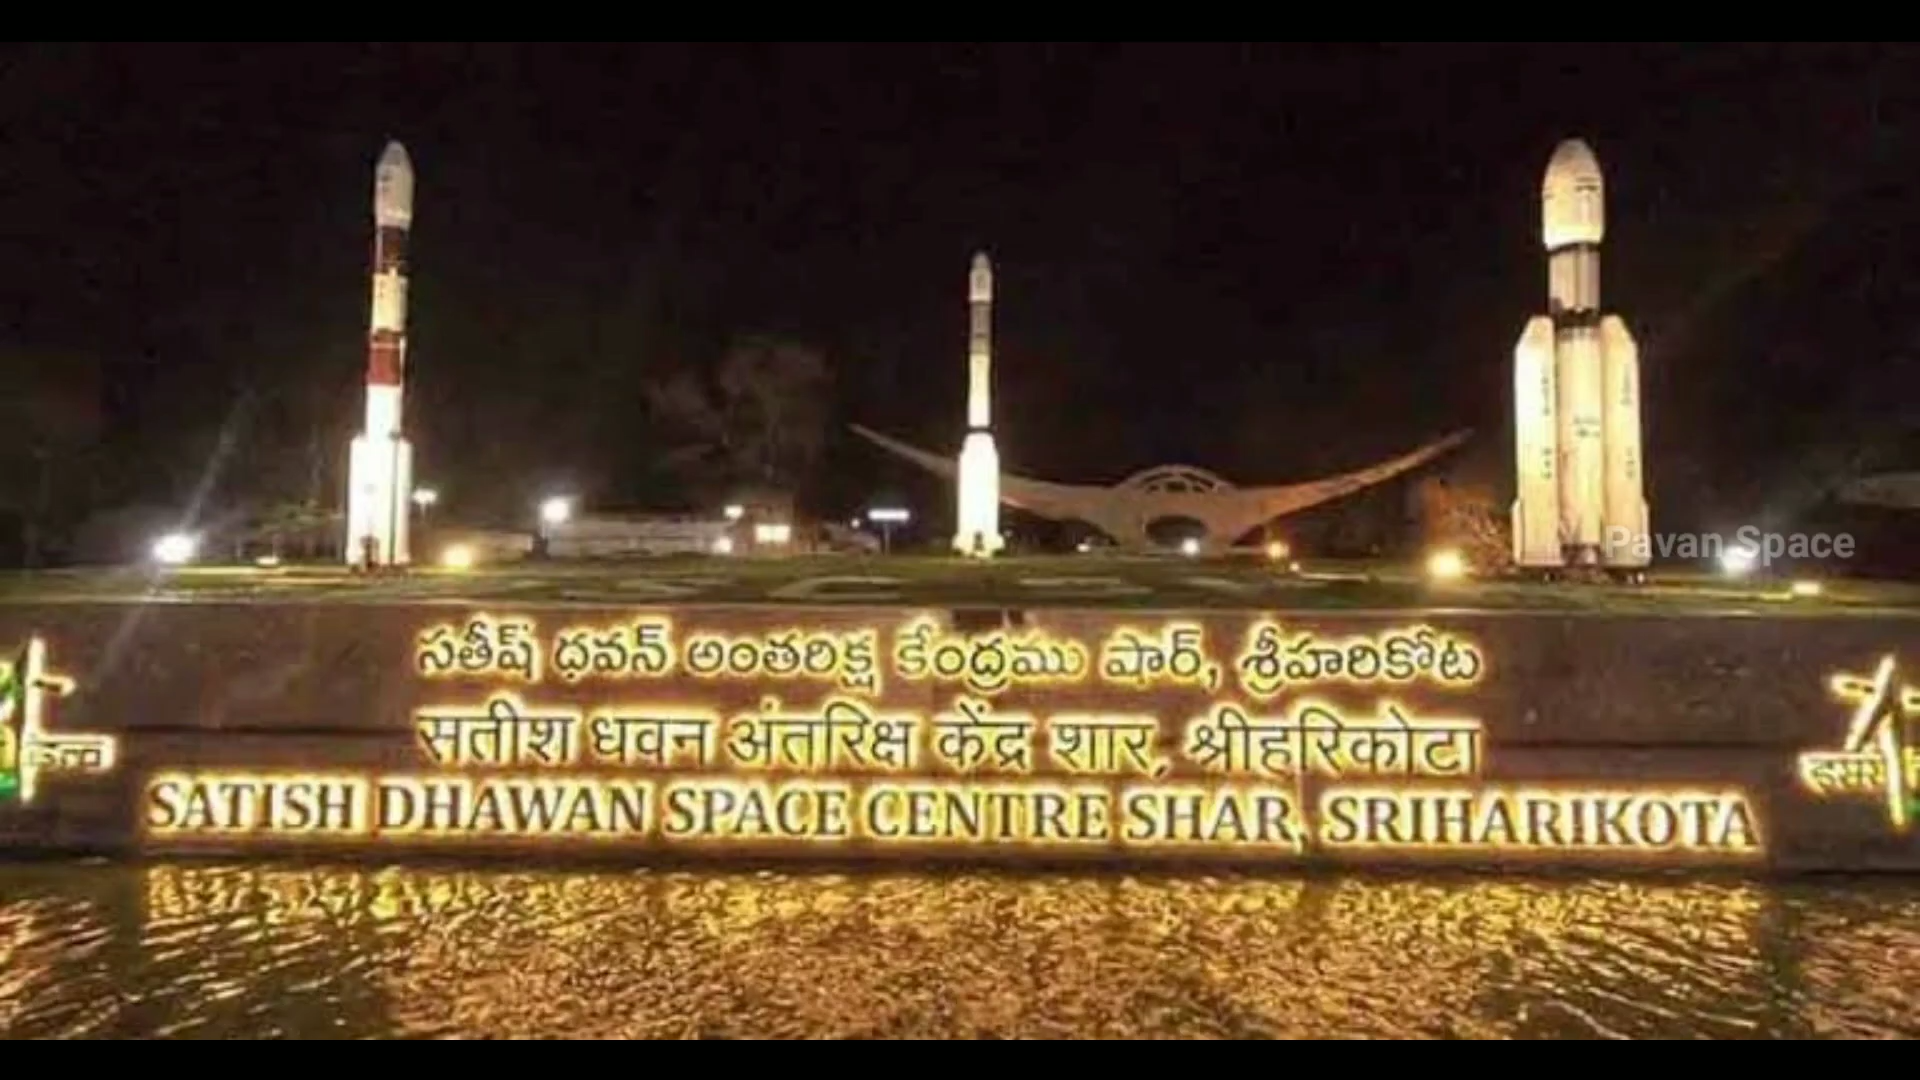 Pavan Space
సతీష్ ధవన్ అంతరిక్ష కేంద్రము షార్, శ్రీహరికోట
सतीश धवन अंतरिक्ष केंद्र शार, श्रीहरिकोटा
SATISH DHAWAN SPACE CENTRE SHAR, SRIHARIKOTA